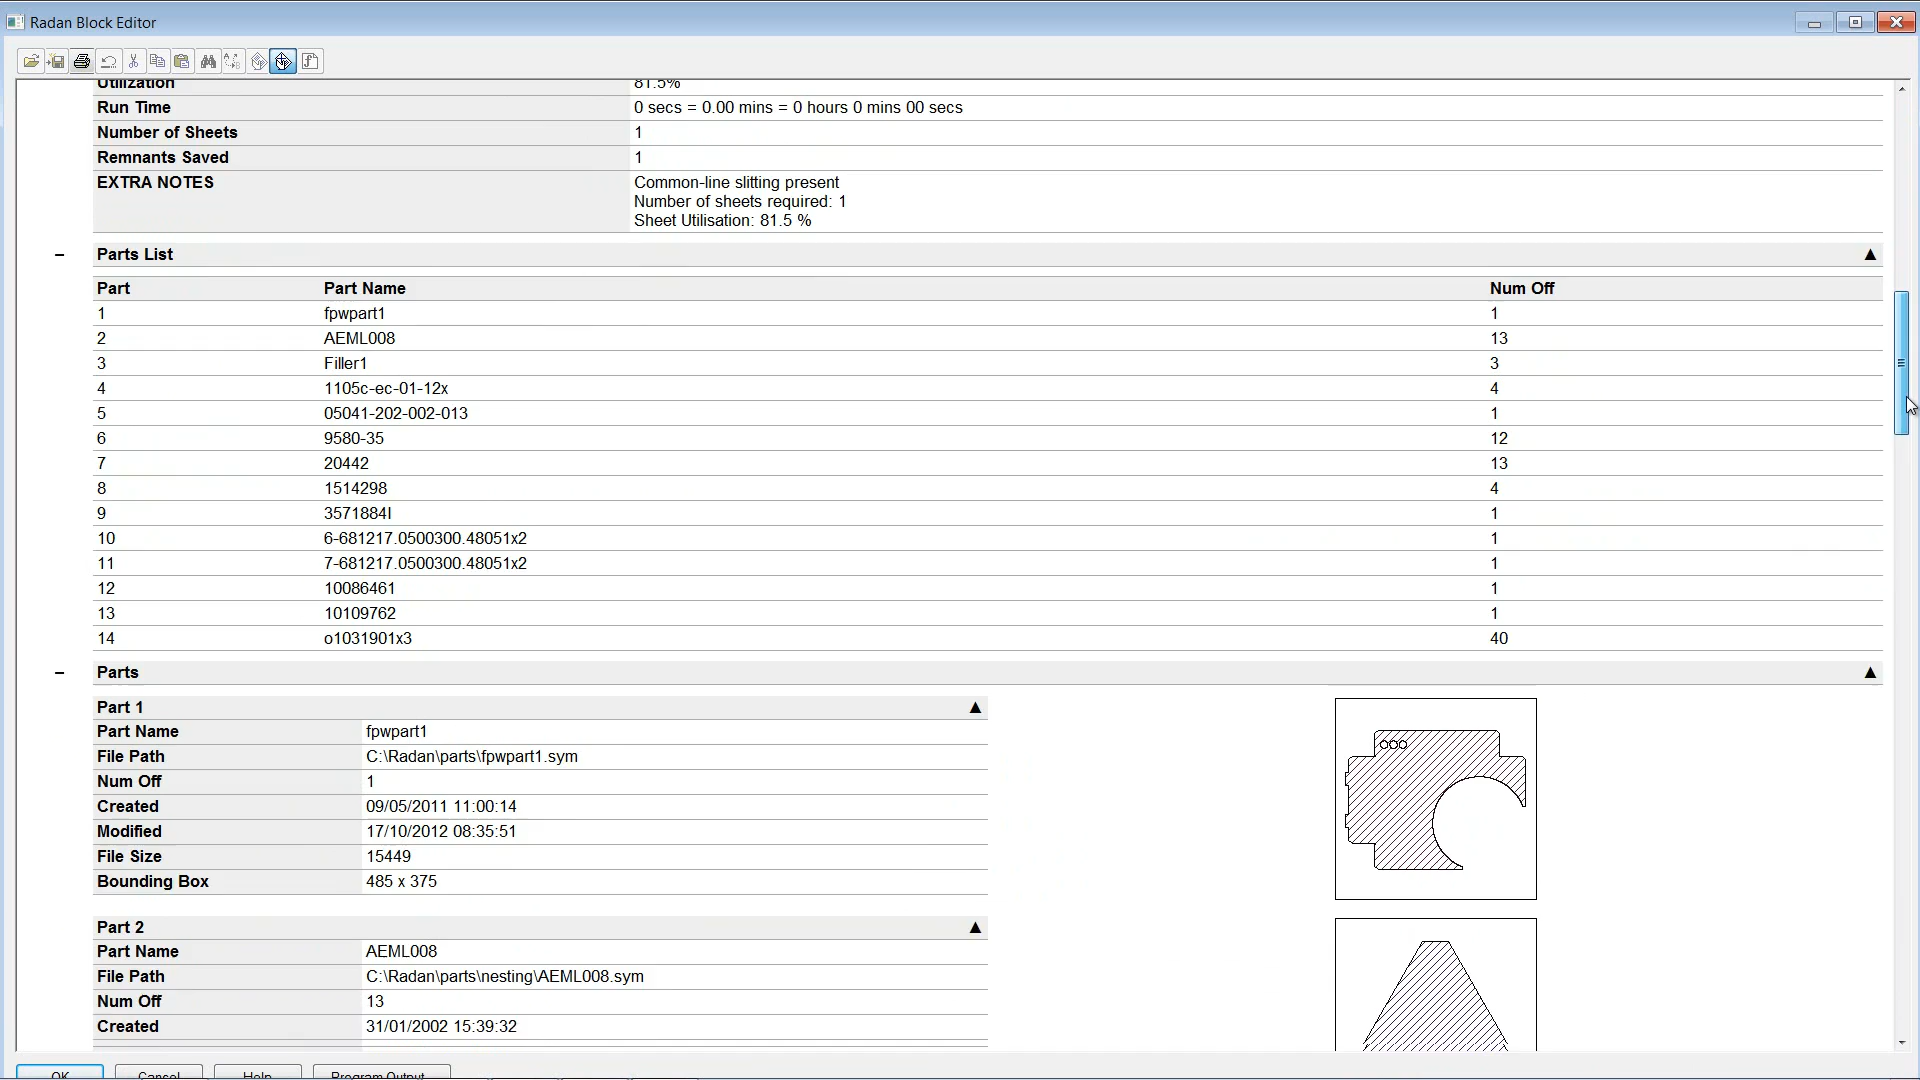 Radan Block Editor
Utilization 81.5%
Run Time 0 secs = 0.00 mins = 0 hours 0 mins 00 secs
Number of Sheets 1
Remnants Saved 1
EXTRA NOTES Common-line slitting present
Number of sheets required: 1
Sheet Utilisation: 81.5 %
Parts List
Part Part Name Num Off
1 fpwpart1 1
2 AEML008 13
3 Filler1 3
4 1105c-ec-01-12x 4
5 05041-202-002-013 1
6 9580-35 12
7 20442 13
8 1514298 4
9 3571884I 1
10 6-681217.0500300.48051x2 1
11 7-681217.0500300.48051x2 1
12 10086461 1
13 10109762 1
14 o1031901x3 40
Parts
Part 1
Part Name fpwpart1
File Path C:\Radan\parts\fpwpart1.sym
Num Off 1
Created 09/05/2011 11:00:14
Modified 17/10/2012 08:35:51
File Size 15449
Bounding Box 485 x 375
Part 2
Part Name AEML008
File Path C:\Radan\parts\nesting\AEML008.sym
Num Off 13
Created 31/01/2002 15:39:32
OK Cancel Help Program Output